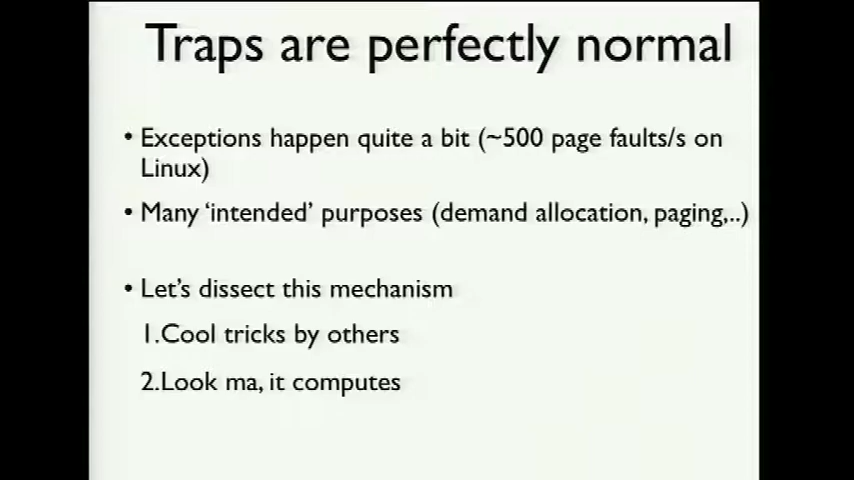 Traps are perfectly normal
• Exceptions happen quite a bit (~500 page faults/s on
Linux)
• Many ‘intended’ purposes (demand allocation, paging,..)
• Let’s dissect this mechanism
1.Cool tricks by others
2.Look ma, it computes